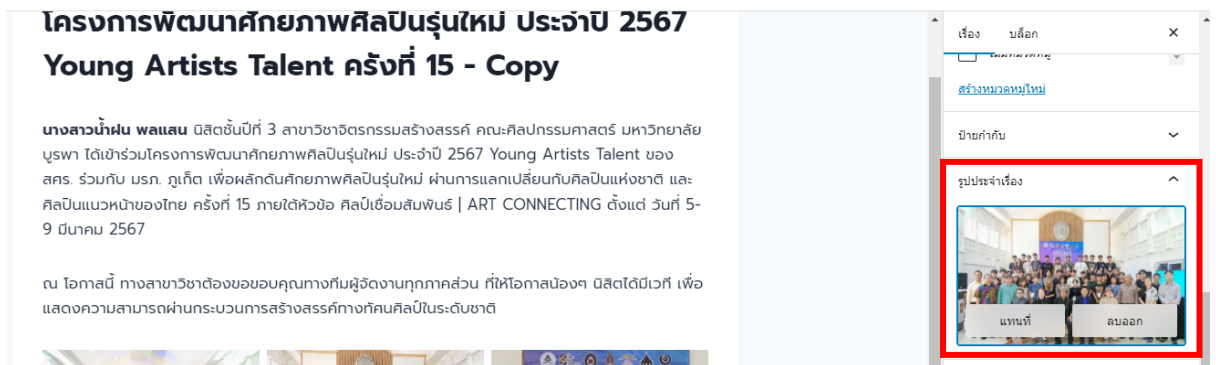 โครงการพัฒนาศักยภาพศิลปินรุ่นใหม่ ประจำปี 2567
Young Artists Talent ครั้งที่ 15 - Copy
นางสาวน้ำฝน พลแสน นิสิตชั้นปีที่ 3 สาขาวิชาจิตรกรรมสร้างสรรค์ คณะศิลปกรรมศาสตร์ มหาวิทยาลัย
บูรพา ได้เข้าร่วมโครงการพัฒนาศักยภาพศิลปินรุ่นใหม่ ประจำปี 2567 Young Artists Talent ของ
สศร. ร่วมกับ มรภ. ภูเก็ต เพื่อผลักดันศักยภาพศิลปินรุ่นใหม่ ผ่านการแลกเปลี่ยนกับศิลปินแห่งชาติ และ
ศิลปินแนวหน้าของไทย ครั้งที่ 15 ภายใต้หัวข้อ ศิลป์เชื่อมสัมพันธ์ | ART CONNECTING ตั้งแต่ วันที่ 5-
9 มีนาคม 2567
ณ โอกาสนี้ ทางสาขาวิชาต้องขอขอบคุณทางทีมผู้จัดงานทุกภาคส่วน ที่ให้โอกาสน้องๆ นิสิตได้มีเวที เพื่อ
แสดงความสามารถผ่านกระบวนการสร้างสรรค์ทางทัศนศิลป์ในระดับชาติ
เรื่อง บล็อก
สร้างหมวดหมู่ใหม่
ป้ายกำกับ
รูปประจำเรื่อง
แทนที่ ลบออก